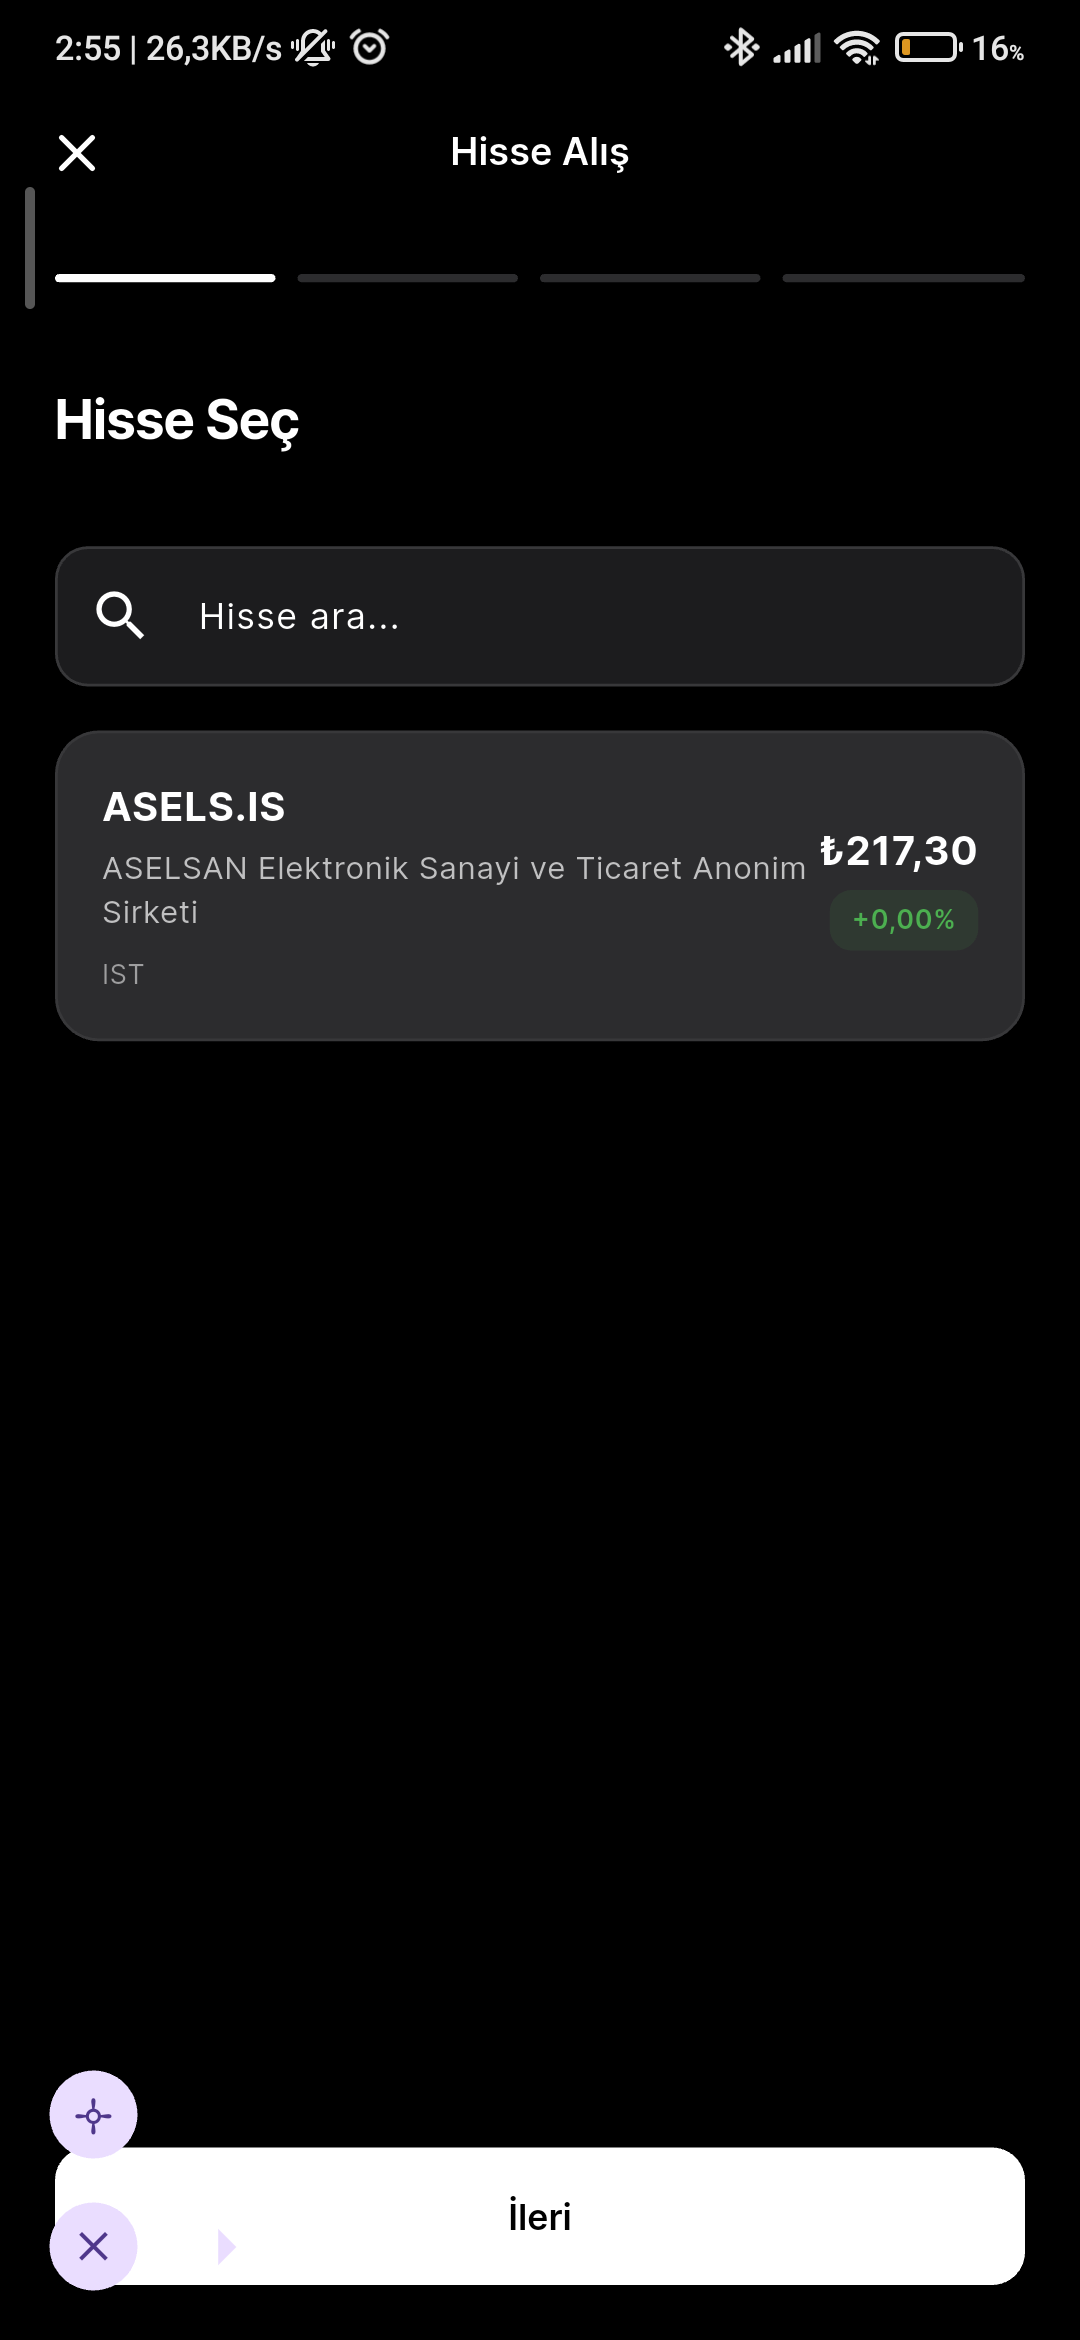 2:55 | 26,3KB/s
16%
Hisse Alış
Hisse Seç
Hisse ara...
ASELS.IS
ASELSAN Elektronik Sanayi ve Ticaret Anonim
Sirketi
₺217,30
+0,00%
IST
İleri